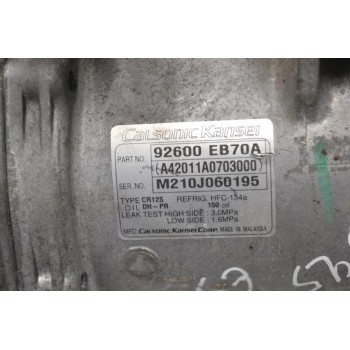 Calsonic Kansei
PART NO. 92600 EB70A
(A42011A0703000)
SER NO. M210J060195
TYPE CR12S REFRIG. HFC-134a
OIL DH-PR 150 cm³
LEAK TEST HIGH SIDE : 3.0MPa
LOW SIDE : 1.6MPa
MFD. Calsonic Kansei Corp. MADE IN MALAYSIA